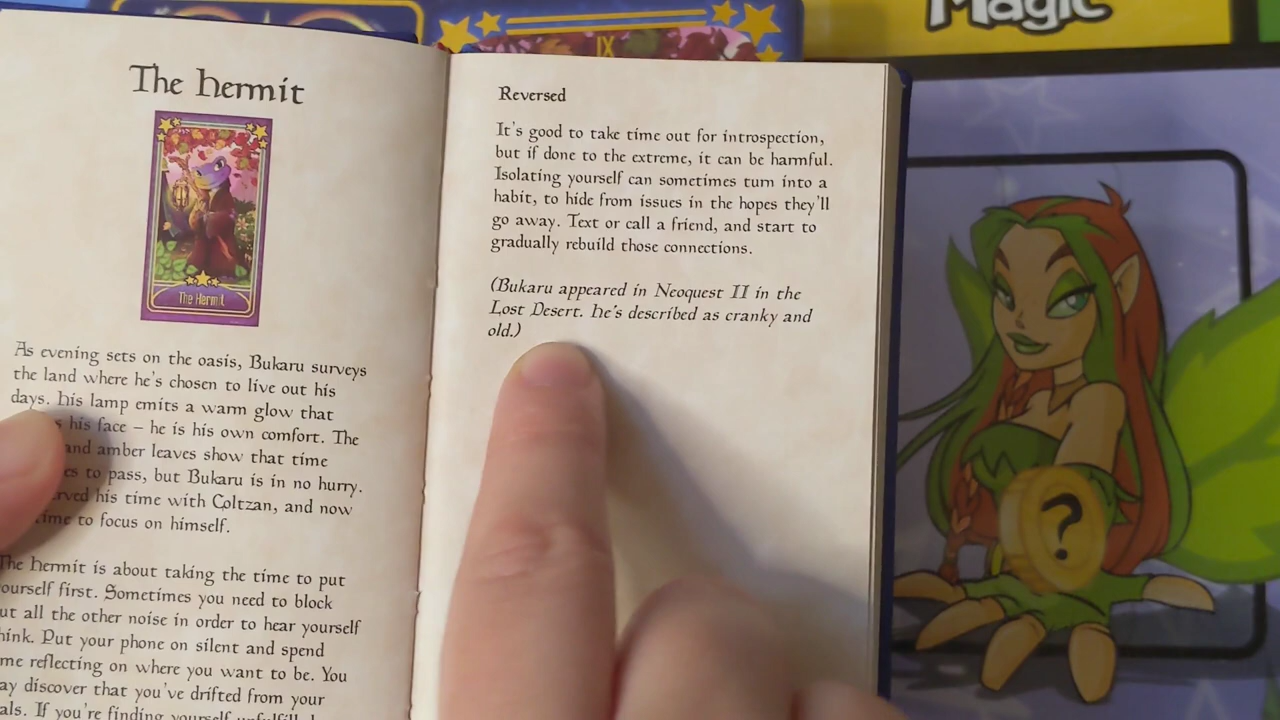 Magic
IX
The Hermit
The Hermit
As evening sets on the oasis, Bukaru surveys
the land where he's chosen to live out his
days. His lamp emits a warm glow that
his face – he is his own comfort. The
and amber leaves show that time
to pass, but Bukaru is in no hurry.
his time with Coltzan, and now
time to focus on himself.
The Hermit is about taking the time to put
yourself first. Sometimes you need to block
out all the other noise in order to hear yourself
think. Put your phone on silent and spend
time reflecting on where you want to be. You
may discover that you've drifted from your
If you're finding yourself
Reversed
It's good to take time out for introspection,
but if done to the extreme, it can be harmful.
Isolating yourself can sometimes turn into a
habit, to hide from issues in the hopes they'll
go away. Text or call a friend, and start to
gradually rebuild those connections.
(Bukaru appeared in Neoquest II in the
Lost Desert. He's described as cranky and
old.)
?